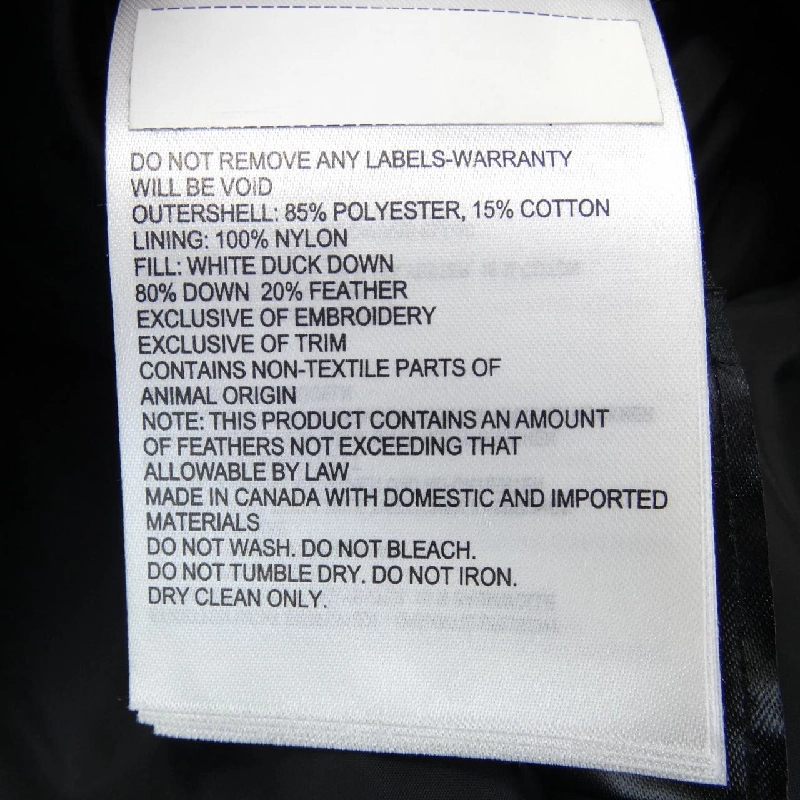 DO NOT REMOVE ANY LABELS-WARRANTY
WILL BE VOID
OUTERSHELL: 85% POLYESTER, 15% COTTON
LINING: 100% NYLON
FILL: WHITE DUCK DOWN
80% DOWN 20% FEATHER
EXCLUSIVE OF EMBROIDERY
EXCLUSIVE OF TRIM
CONTAINS NON-TEXTILE PARTS OF
ANIMAL ORIGIN
NOTE: THIS PRODUCT CONTAINS AN AMOUNT
OF FEATHERS NOT EXCEEDING THAT
ALLOWABLE BY LAW
MADE IN CANADA WITH DOMESTIC AND IMPORTED
MATERIALS
DO NOT WASH. DO NOT BLEACH.
DO NOT TUMBLE DRY. DO NOT IRON.
DRY CLEAN ONLY.